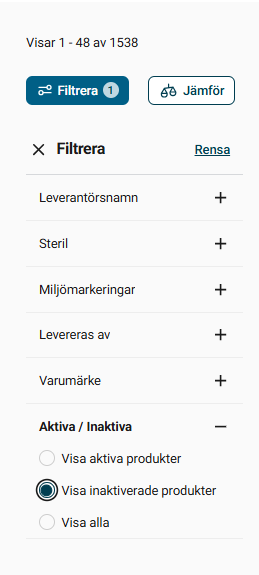 Visar 1 - 48 av 1538
Filtrera 1 Jämför
Filtrera Rensa
Leverantörsnamn
Steril
Miljömarkeringar
Levereras av
Varumärke
Aktiva / Inaktiva
Visa aktiva produkter
Visa inaktiverade produkter
Visa alla